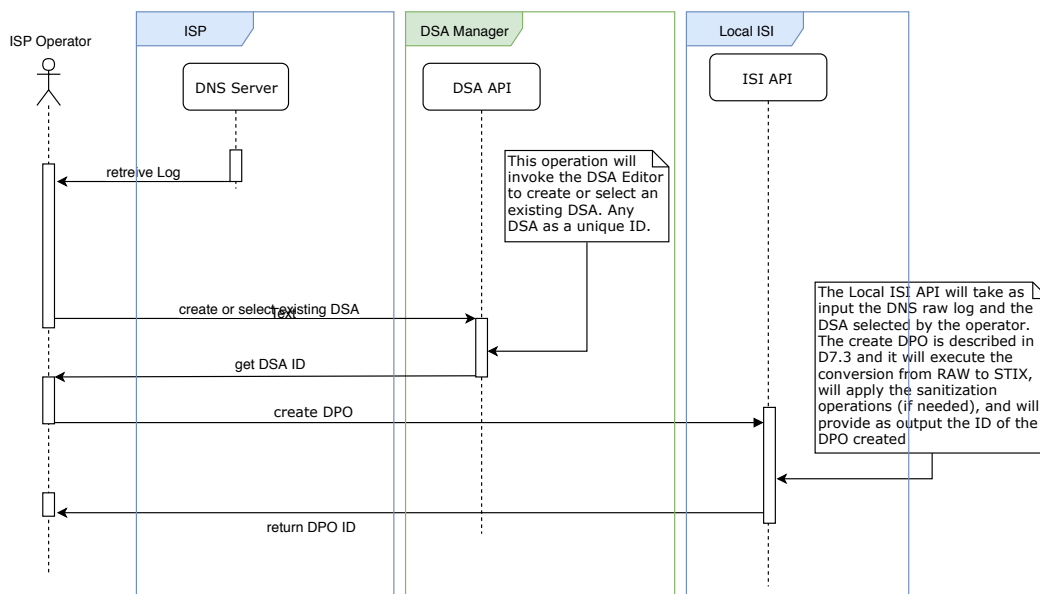 ISP Operator
ISP
DSA Manager
Local ISI
DNS Server
DSA API
ISI API
retreive Log
This operation will
invoke the DSA Editor
to create or select an
existing DSA. Any
DSA as a unique ID.
create or select existing DSA
Text
The Local ISI API will take as
input the DNS raw log and the
DSA selected by the operator.
The create DPO is described in
D7.3 and it will execute the
conversion from RAW to STIX,
will apply the sanitization
operations (if needed), and will
provide as output the ID of the
DPO created
get DSA ID
create DPO
return DPO ID